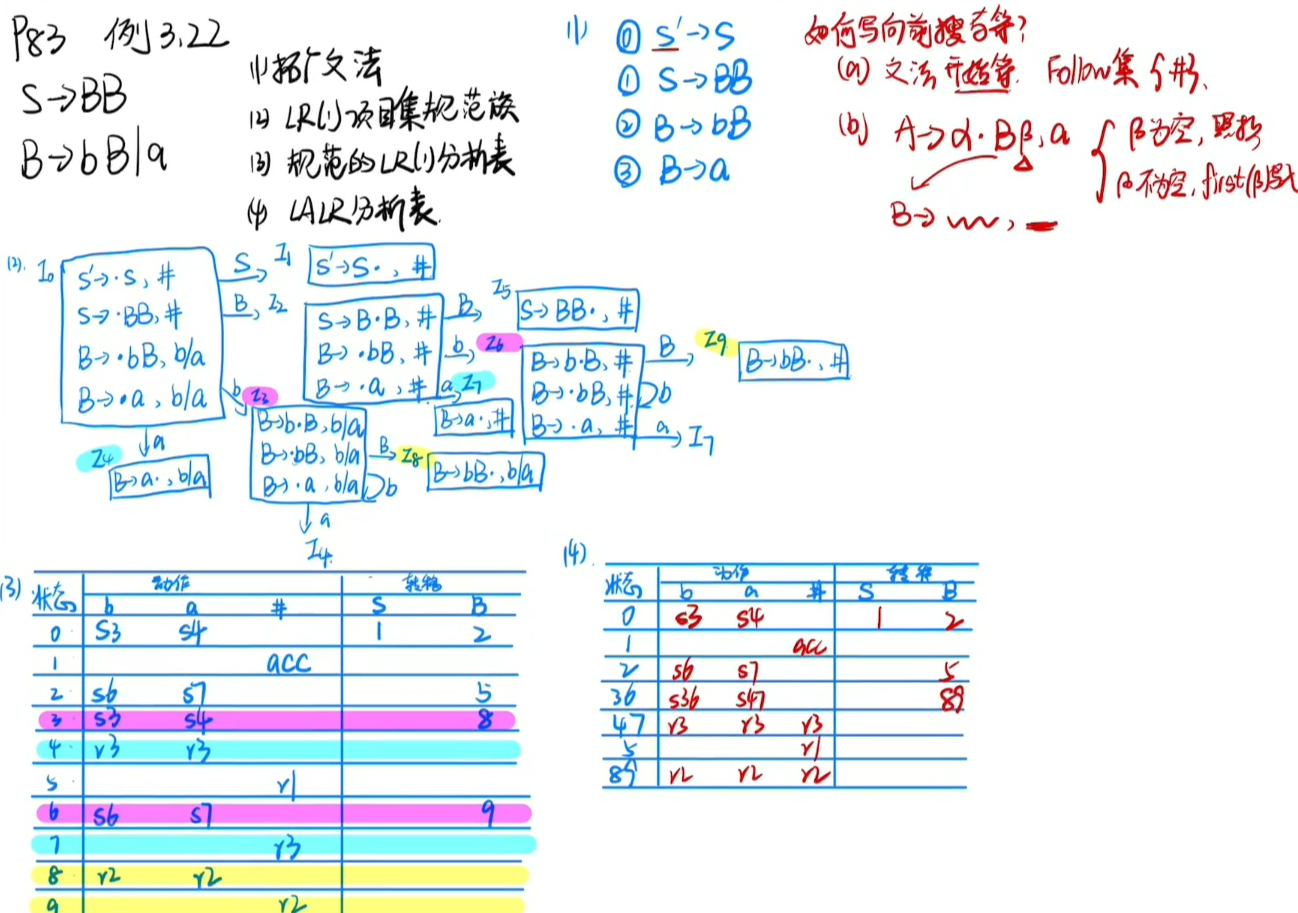 P83 例3.22
S→BB
B→bB|a
(1)拓广文法
(2) LR(1)项目集规范族
(3) 规范的LR(1)分析表
(4) LALR分析表.
(1) ⓪ S'→S
① S→BB
② B→bB
③ B→a
如何写向前搜索符?
(a) 文法开始符. Follow集 {#}.
(b) A→α·Bβ, a
B→ , 
β为空, 照抄
β不为空, first(β)
(2). I0
S'→·S, #
S→·BB, #
B→·bB, b/a
B→·a, b/a
S I1 S'→S·, #
B I2
S→B·B, #
B→·bB, #
B→·a, #
B I5 S→BB·, #
b I6
B→b·B, #
B→·bB, #
B→·a, #
B I9 B→bB·, #
b
a I7
a I7 B→a·, #
b I3
B→b·B, b/a
B→·bB, b/a
B→·a, b/a
B I8 B→bB·, b/a
b
a
I4.
a
I4 B→a·, b/a
(3) 状态 动作 转移
b a # S B
0 S3 S4 1 2
1 acc
2 s6 s7 5
3 s3 s4 8
4 r3 r3
5 r1
6 s6 s7 9
7 r3
8 r2 r2
9 r2
(4). 状态 动作 转移
b a # S B
0 s3 s4 1 2
1 acc
2 s6 s7 5
36 s36 s47 89
47 r3 r3 r3
5 r1
89 r2 r2 r2